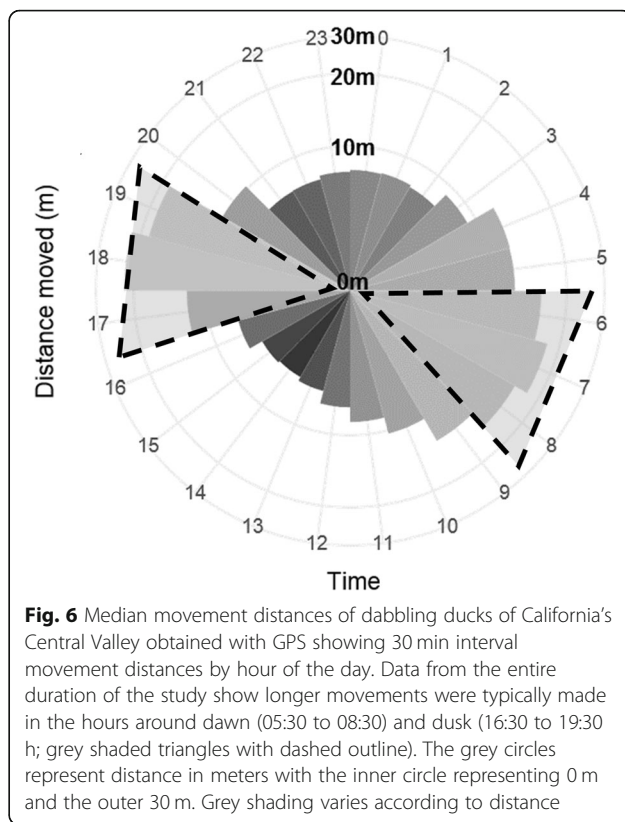 23
30m
0
22
1
21
20m
2
20
10m
3
19
4
18
0m
5
17
6
16
7
15
8
14
9
13
12
11
10
Distance moved (m)
Time
Fig. 6 Median movement distances of dabbling ducks of California's
Central Valley obtained with GPS showing 30 min interval
movement distances by hour of the day. Data from the entire
duration of the study show longer movements were typically made
in the hours around dawn (05:30 to 08:30) and dusk (16:30 to 19:30
h; grey shaded triangles with dashed outline). The grey circles
represent distance in meters with the inner circle representing 0 m
and the outer 30 m. Grey shading varies according to distance